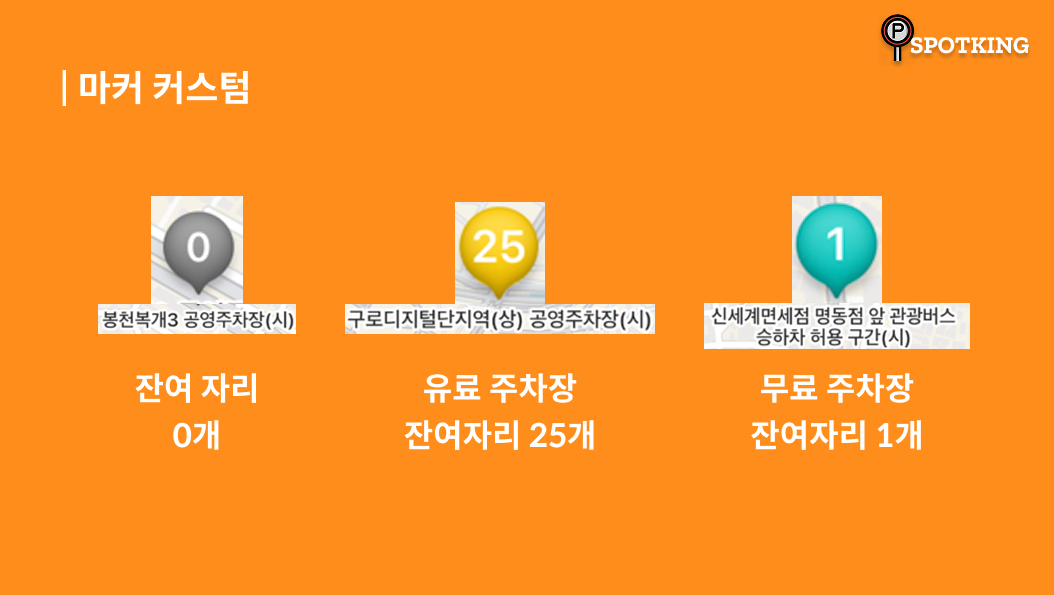 P
SPOTKING
| 마커 커스텀
0
봉천복개3 공영주차장(시)
잔여 자리
0개
25
구로디지털단지역(상) 공영주차장(시)
유료 주차장
잔여자리 25개
1
신세계면세점 명동점 앞 관광버스
승하차 허용 구간(시)
무료 주차장
잔여자리 1개